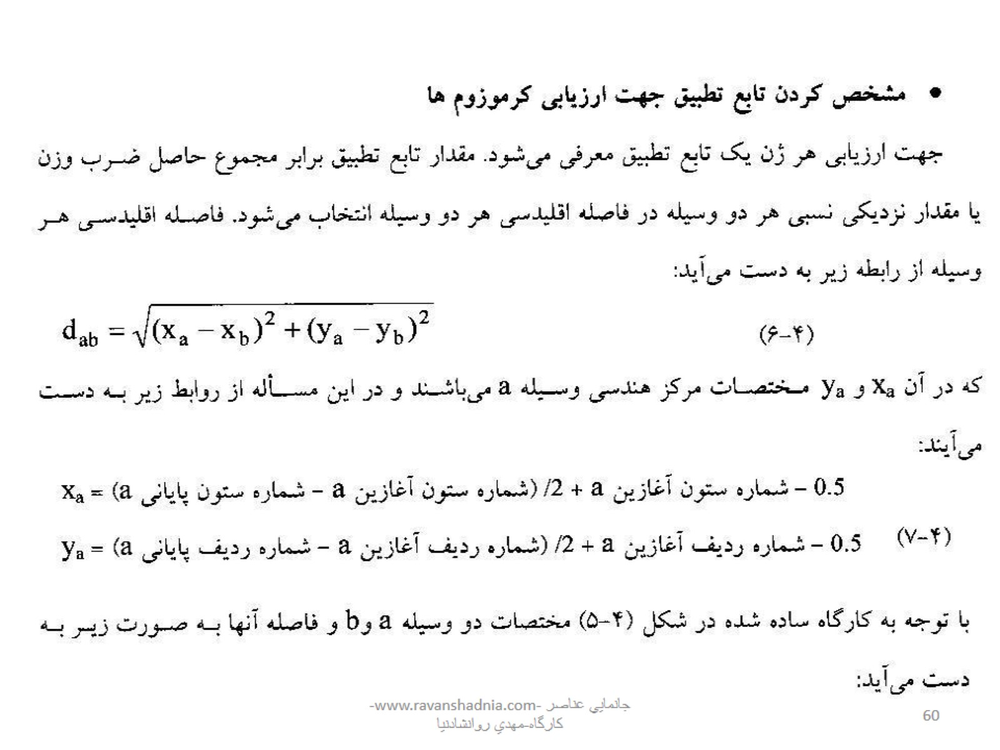 • مشخص کردن تابع تطبیق جهت ارزیابی کرموزوم ها
جهت ارزیابی هر ژن یک تابع تطبیق معرفی می‌شود. مقدار تابع تطبیق برابر مجموع حاصل ضرب وزن
یا مقدار نزدیکی نسبی هر دو وسیله در فاصله اقلیدسی هر دو وسیله انتخاب می‌شود. فاصله اقلیدسی هر
وسیله از رابطه زیر به دست می‌آید:
d_ab = √((x_a − x_b)² + (y_a − y_b)²) (۴-۶)
که در آن x_a و y_a مختصات مرکز هندسی وسیله a می‌باشند و در این مسأله از روابط زیر به دست
می‌آیند:
x_a = (a شماره ستون پایانی – a شماره ستون آغازین) /2 + a شماره ستون آغازین – 0.5
y_a = (a شماره ردیف پایانی – a شماره ردیف آغازین) /2 + a شماره ردیف آغازین – 0.5 (۴-۷)
با توجه به کارگاه ساده شده در شکل (۴-۵) مختصات دو وسیله a و b و فاصله آنها به صورت زیر به
دست می‌آید:
جانمايي عناصر -www.ravanshadnia.com-
کارگاه-مهدي روانشادنیا
60